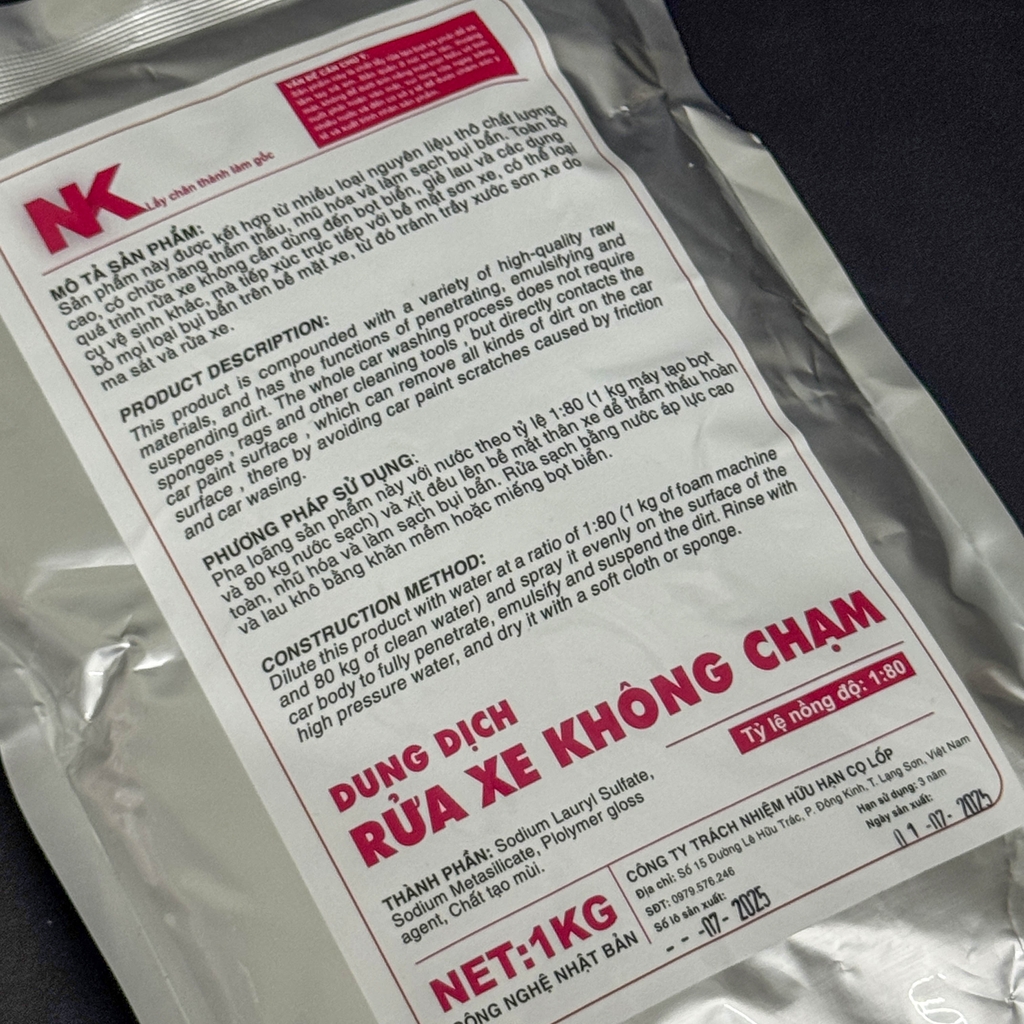 VẤN ĐỀ CẦN CHÚ Ý:
NK
Lấy chân thành làm gốc
MÔ TẢ SẢN PHẨM:
Sản phẩm này được kết hợp từ nhiều loại nguyên liệu thô chất lượng
cao, có chức năng thẩm thấu, nhũ hóa và làm sạch bụi bẩn. Toàn bộ
quá trình rửa xe không cần dùng đến bọt biển, giẻ lau và các dụng
cụ vệ sinh khác, mà tiếp xúc trực tiếp với bề mặt sơn xe, có thể loại
bỏ mọi loại bụi bẩn trên bề mặt xe, từ đó tránh trầy xước sơn xe do
ma sát và rửa xe.
PRODUCT DESCRIPTION:
This product is compounded with a variety of high-quality raw
materials, and has the functions of penetrating, emulsifying and
suspending dirt. The whole car washing process does not require
sponges , rags and other cleaning tools , but directly contacts the
car paint surface , which can remove all kinds of dirt on the car
surface , there by avoiding car paint scratches caused by friction
and car wasing.
PHƯƠNG PHÁP SỬ DỤNG:
Pha loãng sản phẩm này với nước theo tỷ lệ 1:80 (1 kg máy tạo bọt
và 80 kg nước sạch) và xịt đều lên bề mặt thân xe để thẩm thấu hoàn
toàn, nhũ hóa và làm sạch bụi bẩn. Rửa sạch bằng nước áp lực cao
và lau khô bằng khăn mềm hoặc miếng bọt biển.
CONSTRUCTION METHOD:
Dilute this product with water at a ratio of 1:80 (1 kg of foam machine
and 80 kg of clean water) and spray it evenly on the surface of the
car body to fully penetrate, emulsify and suspend the dirt. Rinse with
high pressure water, and dry it with a soft cloth or sponge.
DUNG DỊCH
RỬA XE KHÔNG CHẠM
Tỷ lệ nồng độ: 1:80
THÀNH PHẦN: Sodium Lauryl Sulfate,
Sodium Metasilicate, Plolymer gloss
agent, Chất tạo mùi.
NET:1KG
CÔNG NGHỆ NHẬT BẢN
CÔNG TY TRÁCH NHIỆM HỮU HẠN CỌ LỐP
Địa chỉ: Số 15 Đường Lê Hữu Trác, P. Đông Kinh, T. Lạng Sơn, Việt Nam
SĐT: 0979.576.246
Số lô sản xuất:
- - -07- 2025
Hạn sử dụng: 3 năm
Ngày sản xuất:
01 -07- 2025